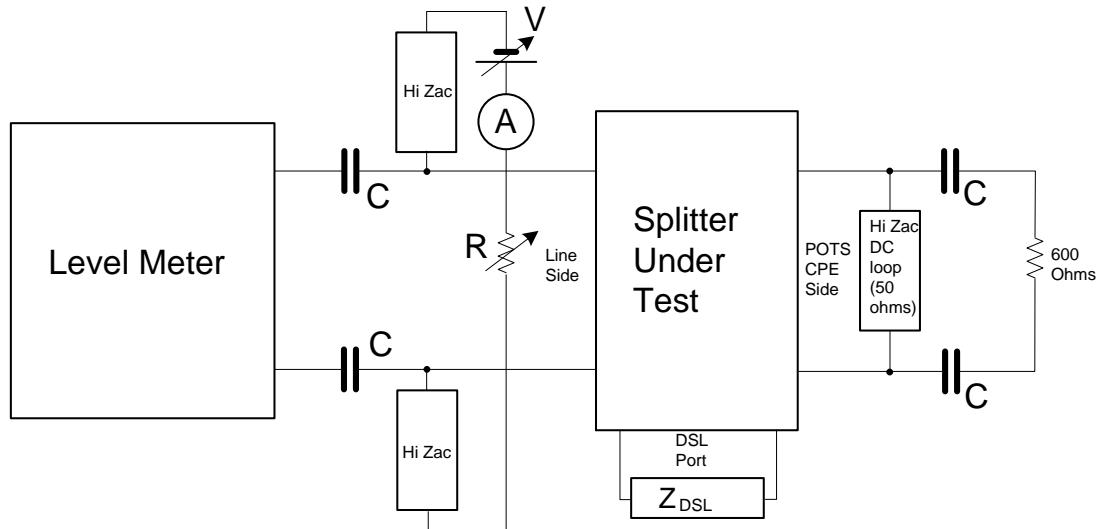 V
Hi Zac
A
C
Level Meter
R
Line
Side
Splitter
Under
Test
POTS
CPE
Side
Hi Zac
DC
loop
(50
ohms)
C
600
Ohms
C
C
Hi Zac
DSL
Port
Z DSL